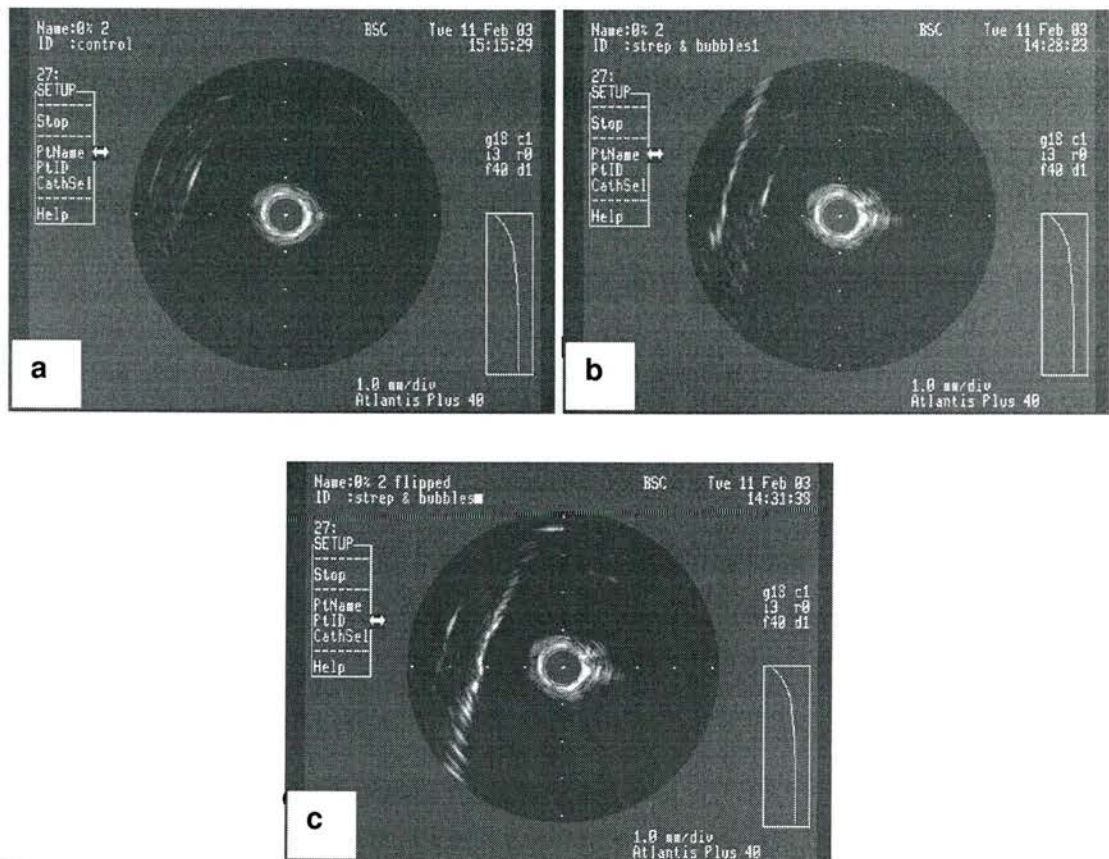 Name:0% 2 BSC Tue 11 Feb 03
ID :control 15:15:29
27:
SETUP
Stop
PtName
PtID
CathSel
Help
g18 c1
i3 r0
f40 d1
1.0 mm/div
Atlantis Plus 40
a
Name:0% 2 BSC Tue 11 Feb 03
ID :strep & bubbles1 14:28:23
27:
SETUP
Stop
PtName
PtID
CathSel
Help
g18 c1
i3 r0
f40 d1
1.0 mm/div
Atlantis Plus 40
b
Name:0% 2 flipped BSC Tue 11 Feb 03
ID :strep & bubbles 14:31:39
27:
SETUP
Stop
PtName
PtID
CathSel
Help
g18 c1
i3 r0
f40 d1
1.0 mm/div
Atlantis Plus 40
c